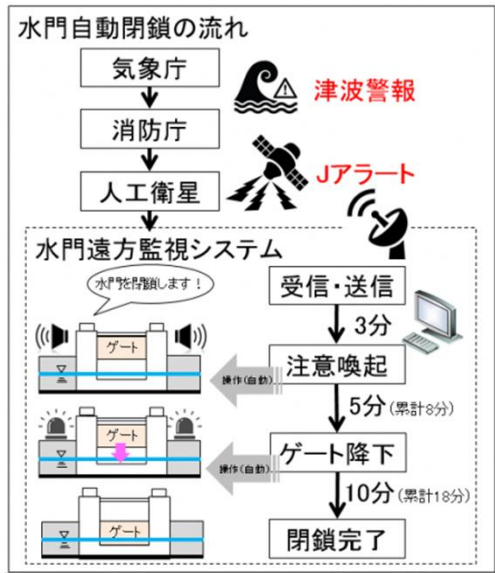 水門自動閉鎖の流れ
気象庁
津波警報
消防庁
Jアラート
人工衛星
水門遠方監視システム
水門を閉鎖します！
受信・送信
3分
ゲート
注意喚起
操作(自動)
5分(累計8分)
ゲート
ゲート降下
操作(自動)
10分(累計18分)
ゲート
閉鎖完了